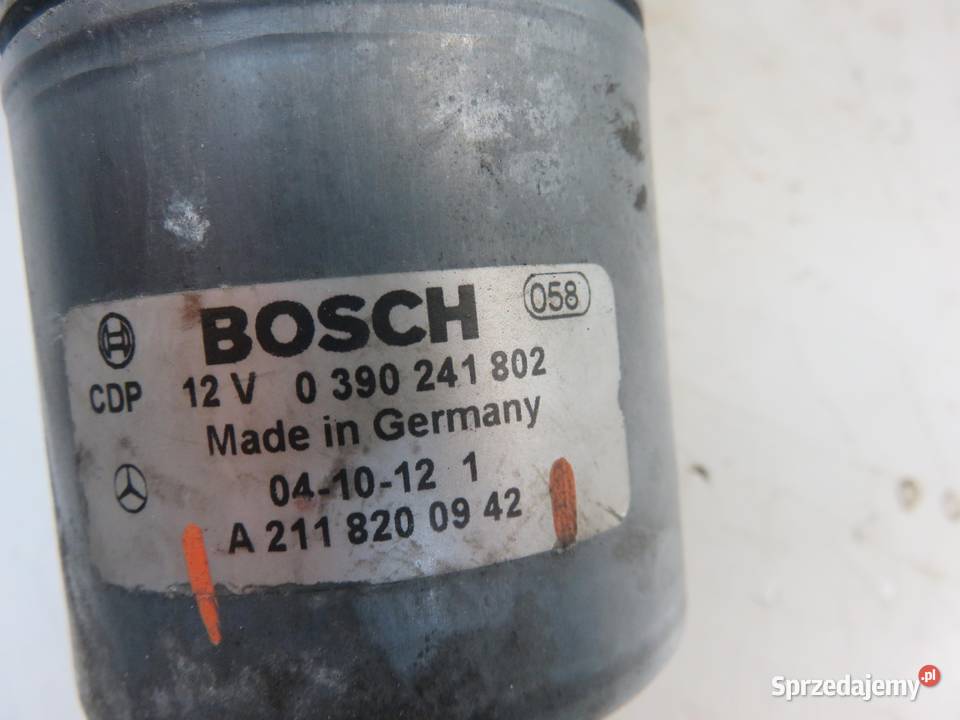 BOSCH 058
CDP 12 V 0 390 241 802
Made in Germany
04-10-12 1
A 211 820 09 42
Sprzedajemy.pl